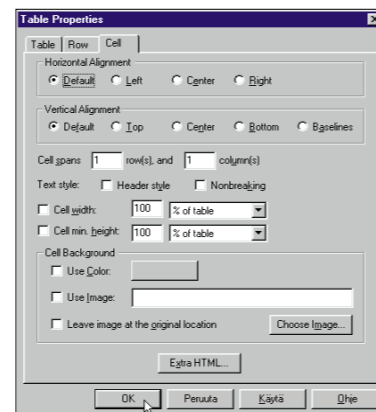 Table Properties
Table Row Cell
Horizontal Alignment
Default Left Center Right
Vertical Alignment
Default Top Center Bottom Baselines
Cell spans 1 row(s), and 1 column(s)
Text style: Header style Nonbreaking
Cell width: 100 % of table
Cell min. height: 100 % of table
Cell Background
Use Color:
Use Image:
Leave image at the original location Choose Image...
Extra HTML...
OK Peruuta Käytä Ohje